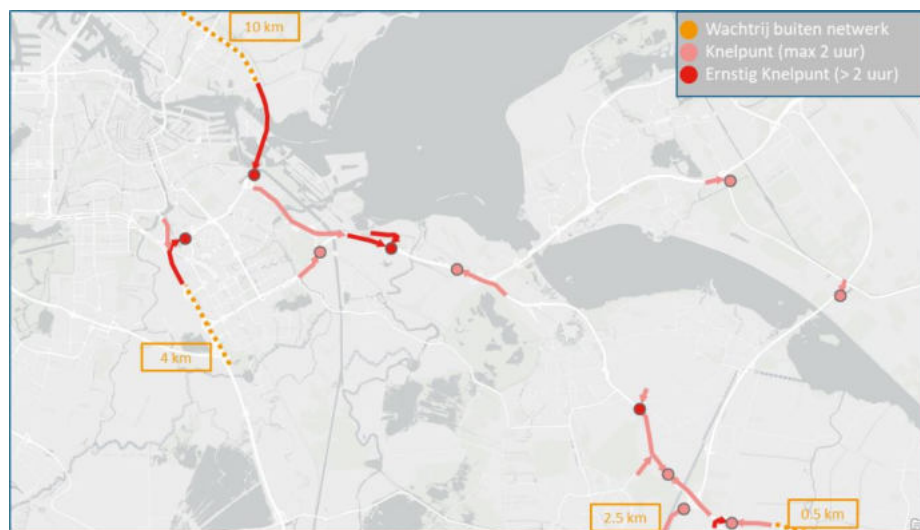 10 km
Wachtrij buiten netwerk
Knelpunt (max 2 uur)
Ernstig Knelpunt (> 2 uur)
4 km
2.5 km
0.5 km